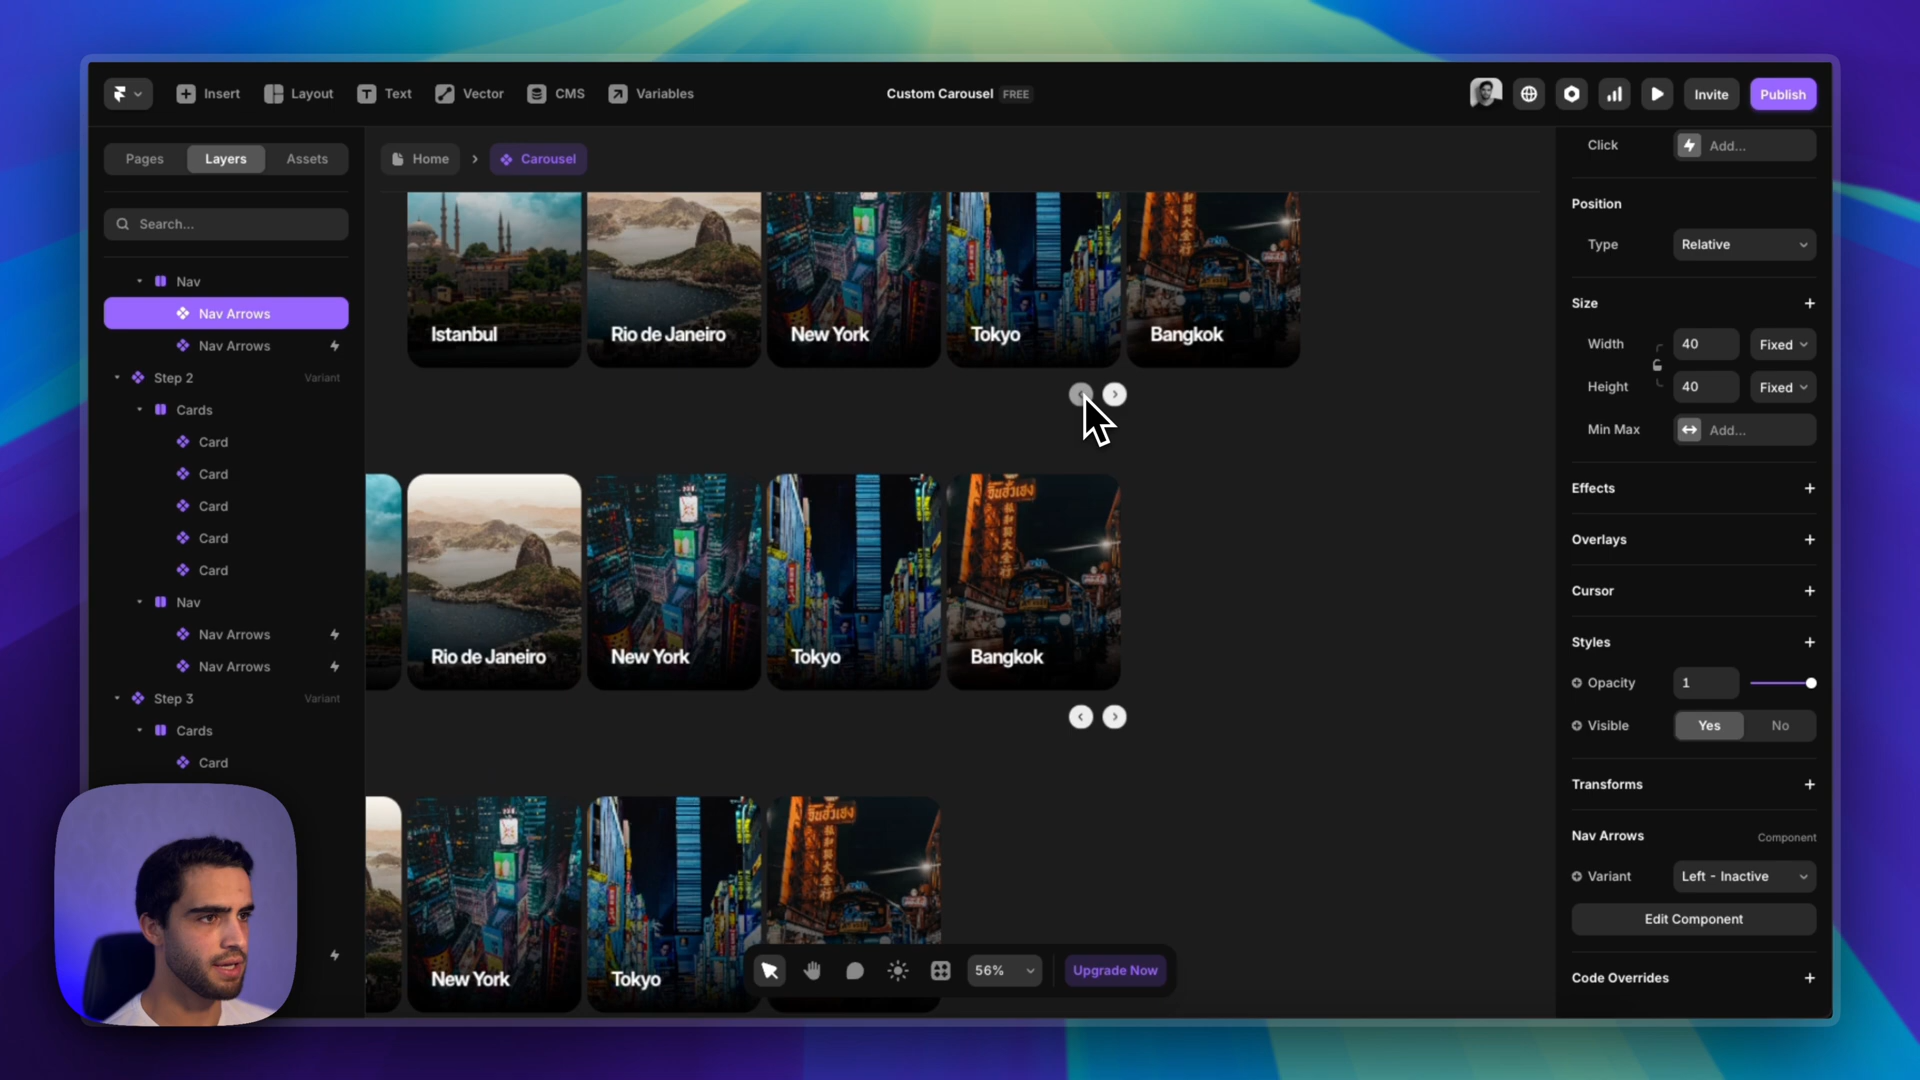 Insert
Layout
Text
Vector
CMS
Variables
Custom Carousel
FREE
Invite
Publish
Pages
Layers
Assets
Search...
Nav
Nav Arrows
Nav Arrows
Step 2
Variant
Cards
Card
Card
Card
Card
Card
Nav
Nav Arrows
Nav Arrows
Step 3
Variant
Cards
Card
Home
Carousel
Istanbul
Rio de Janeiro
New York
Tokyo
Bangkok
Rio de Janeiro
New York
Tokyo
Bangkok
New York
Tokyo
56%
Upgrade Now
Click
Add...
Position
Type
Relative
Size
Width
40
Fixed
Height
40
Fixed
Min Max
Add...
Effects
Overlays
Cursor
Styles
Opacity
1
Visible
Yes
No
Transforms
Nav Arrows
Component
Variant
Left - Inactive
Edit Component
Code Overrides